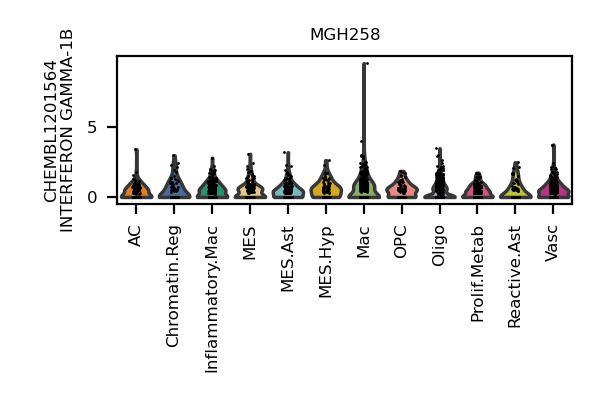 MGH258
CHEMBL1201564
INTERFERON GAMMA-1B
5
0
AC
Chromatin.Reg
Inflammatory.Mac
MES
MES.Ast
MES.Hyp
Mac
OPC
Oligo
Prolif.Metab
Reactive.Ast
Vasc